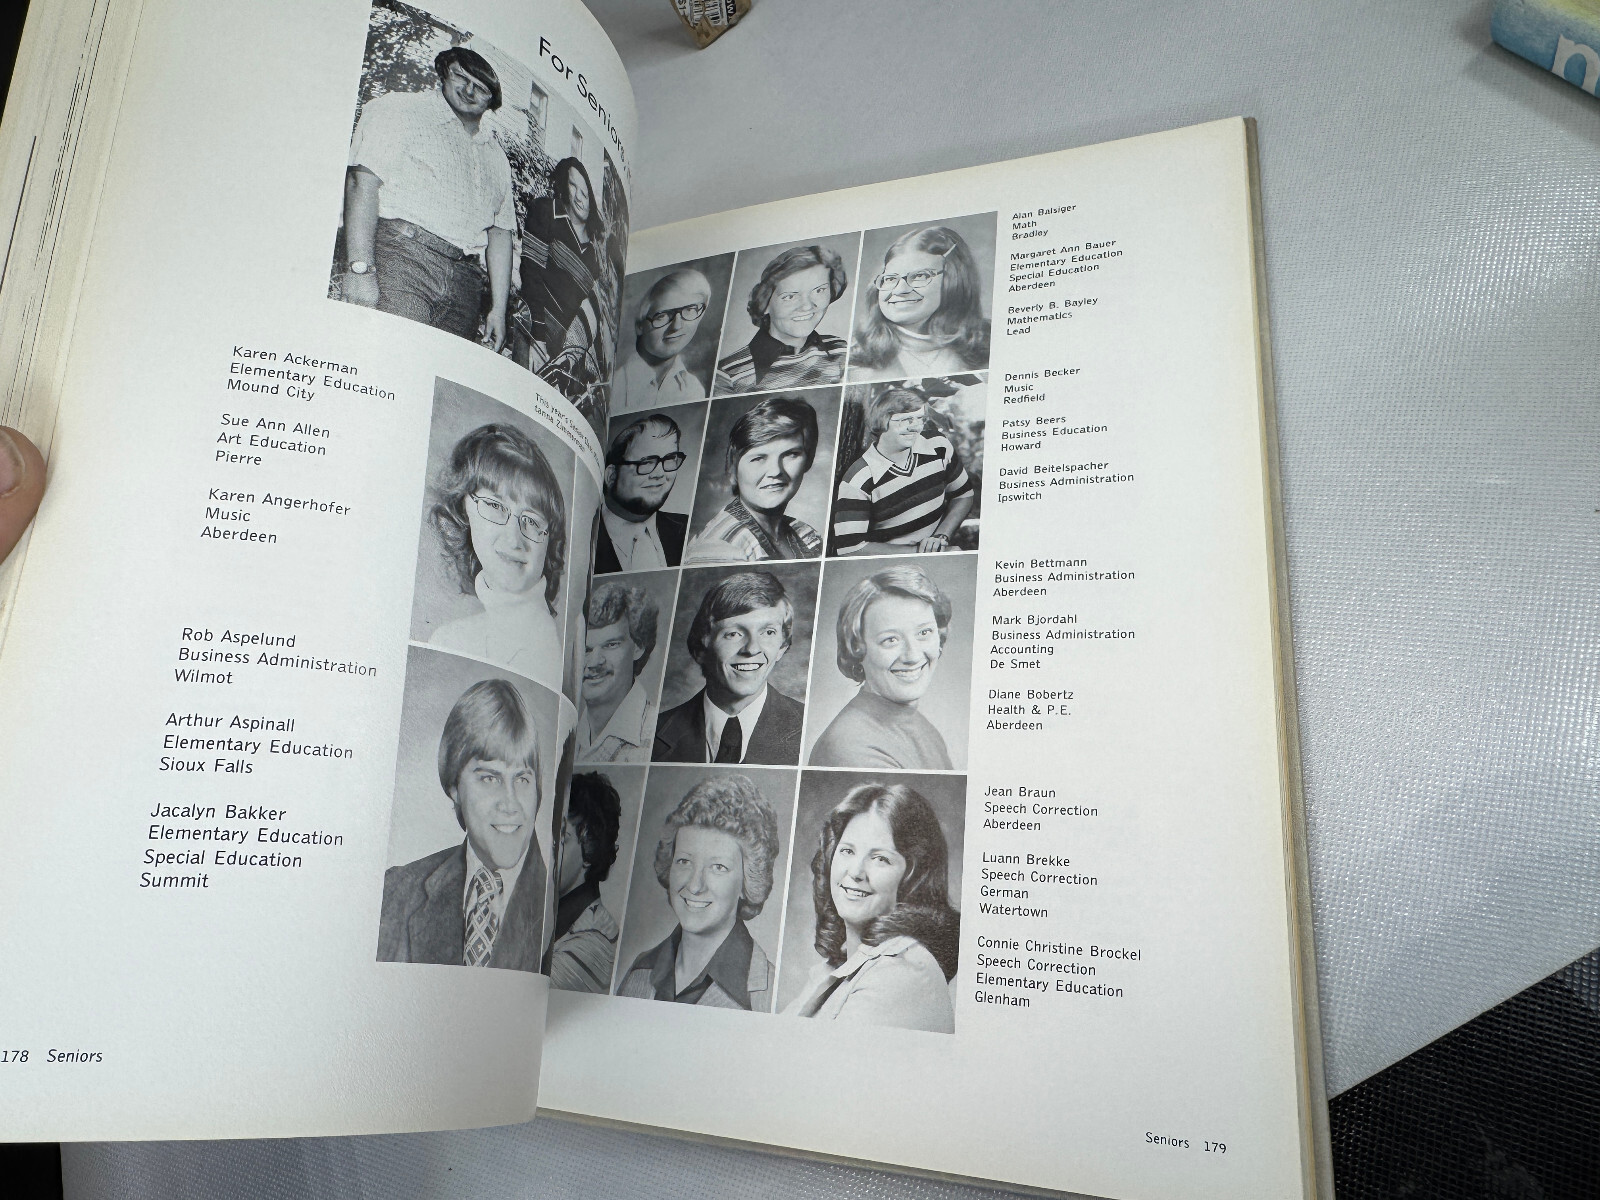 For Seniors,
This year's Senior
tanna Zimmerman
Karen Ackerman
Elementary Education
Mound City
Sue Ann Allen
Art Education
Pierre
Karen Angerhofer
Music
Aberdeen
Rob Aspelund
Business Administration
Wilmot
Arthur Aspinall
Elementary Education
Sioux Falls
Jacalyn Bakker
Elementary Education
Special Education
Summit
178 Seniors
Alan Balsiger
Math
Bradley
Margaret Ann Bauer
Elementary Education
Special Education
Aberdeen
Beverly B. Bayley
Mathematics
Lead
Dennis Becker
Music
Redfield
Patsy Beers
Business Education
Howard
David Beitelspacher
Business Administration
Ipswitch
Kevin Bettmann
Business Administration
Aberdeen
Mark Bjordahl
Business Administration
Accounting
De Smet
Diane Bobertz
Health & P.E.
Aberdeen
Jean Braun
Speech Correction
Aberdeen
Luann Brekke
Speech Correction
German
Watertown
Connie Christine Brockel
Speech Correction
Elementary Education
Glenham
Seniors 179